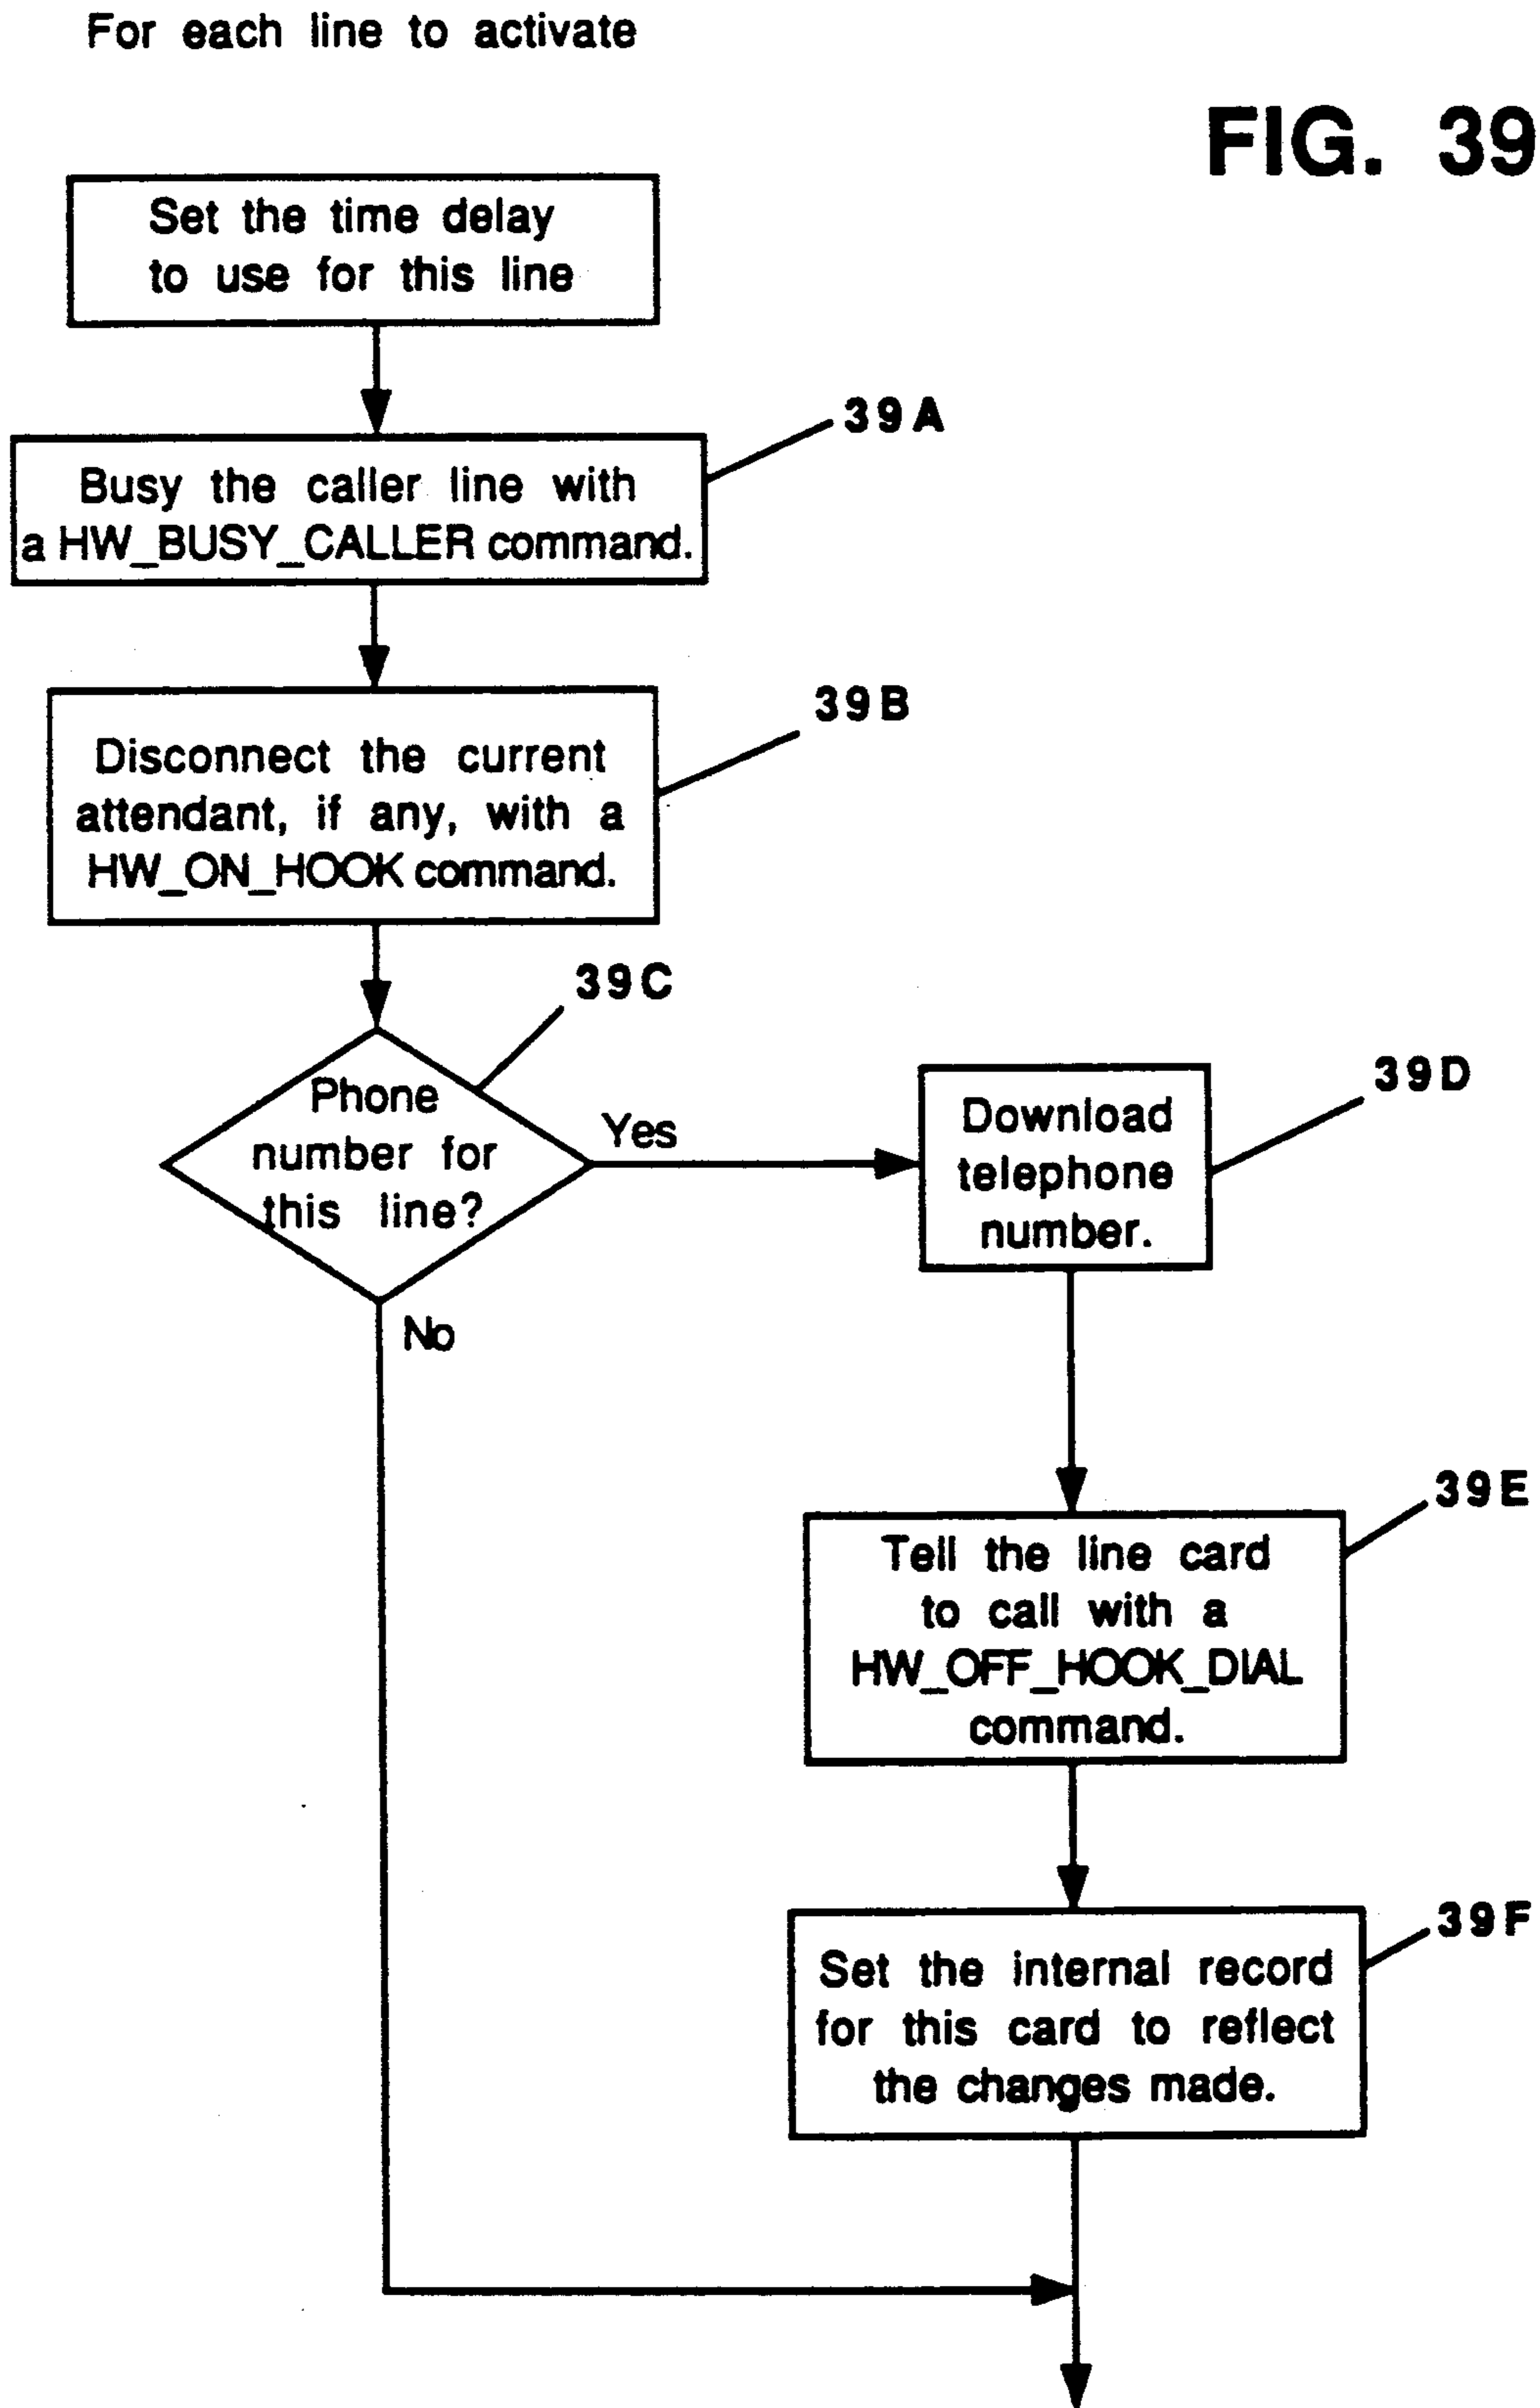 For each line to activate
FIG. 39
Set the time delay
to use for this line
39A
Busy the caller line with
a HW_BUSY_CALLER command.
39B
Disconnect the current
attendant, if any, with a
HW_ON_HOOK command.
39C
Phone
number for
this line?
Yes
No
39D
Download
telephone
number.
39E
Tell the line card
to call with a
HW_OFF_HOOK_DIAL
command.
39F
Set the internal record
for this card to reflect
the changes made.